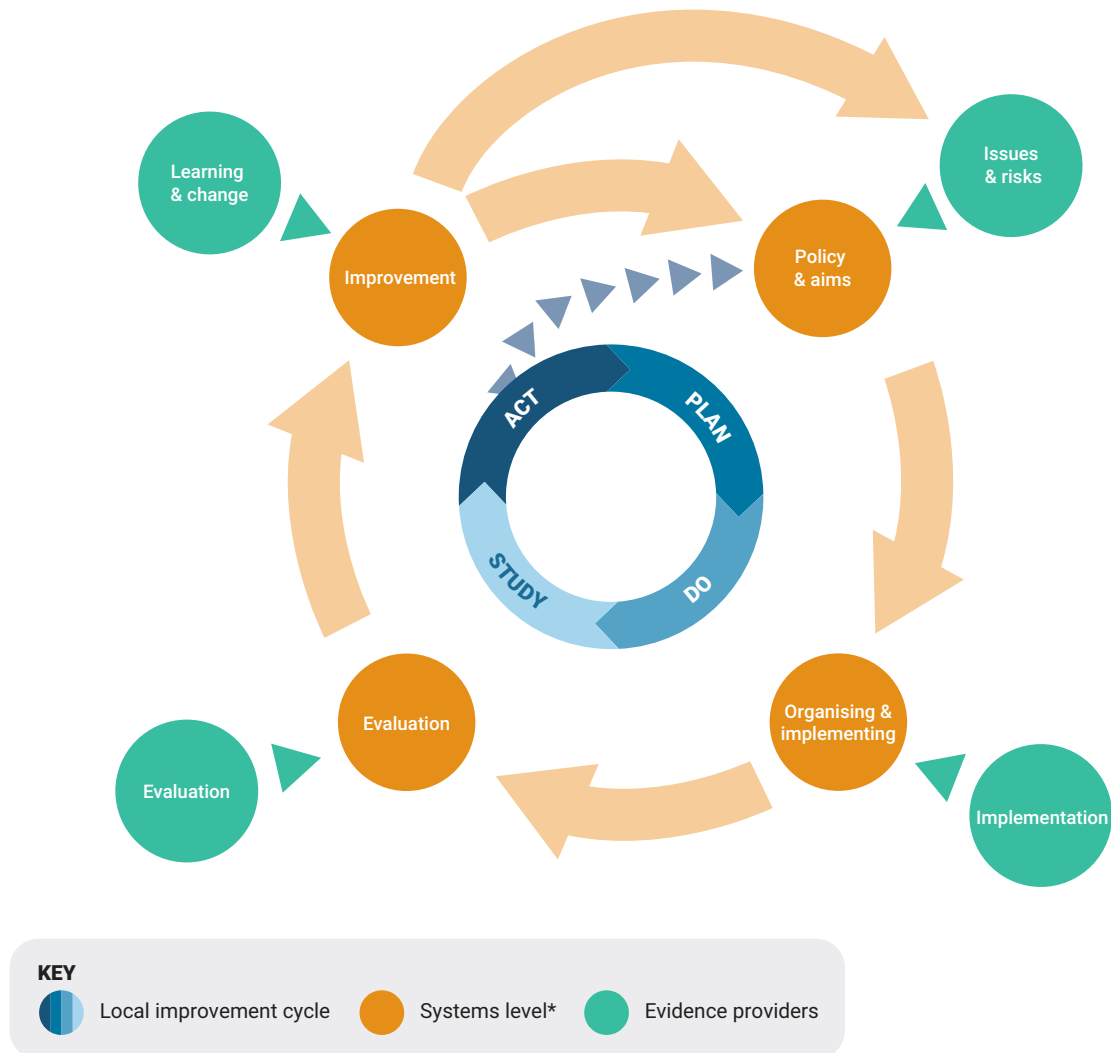 Learning
& change
Issues
& risks
Improvement
Policy
& aims
ACT
PLAN
STUDY
DO
Evaluation
Organising &
implementing
Evaluation
Implementation
KEY
Local improvement cycle
Systems level*
Evidence providers